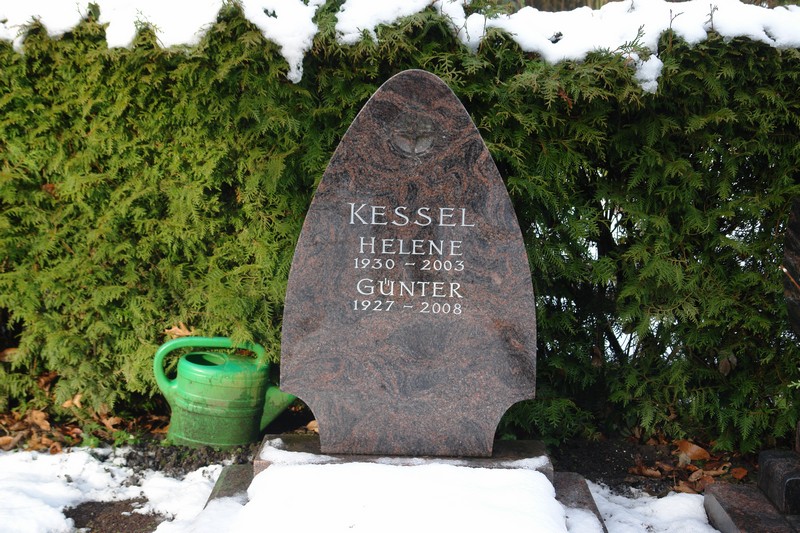 KESSEL
HELENE
1930 – 2003
GÜNTER
1927 – 2008